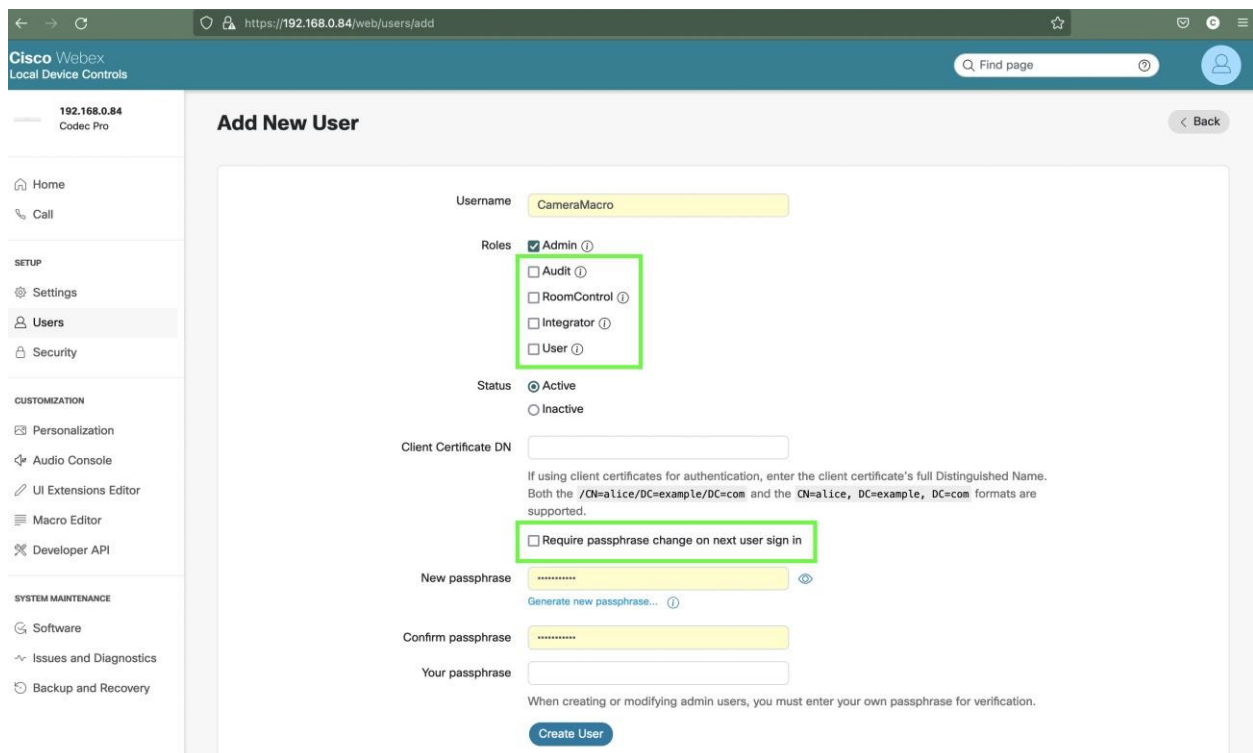 https://192.168.0.84/web/users/add
Cisco Webex
Local Device Controls
Find page
192.168.0.84
Codec Pro
Home
Call
SETUP
Settings
Users
Security
CUSTOMIZATION
Personalization
Audio Console
UI Extensions Editor
Macro Editor
Developer API
SYSTEM MAINTENANCE
Software
Issues and Diagnostics
Backup and Recovery
Add New User
Back
Username CameraMacro
Roles Admin
Audit
RoomControl
Integrator
User
Status Active
Inactive
Client Certificate DN
If using client certificates for authentication, enter the client certificate's full Distinguished Name.
Both the /CN=alice/DC=example/DC=com and the CN=alice, DC=example, DC=com formats are
supported.
Require passphrase change on next user sign in
New passphrase
Generate new passphrase...
Confirm passphrase
Your passphrase
When creating or modifying admin users, you must enter your own passphrase for verification.
Create User